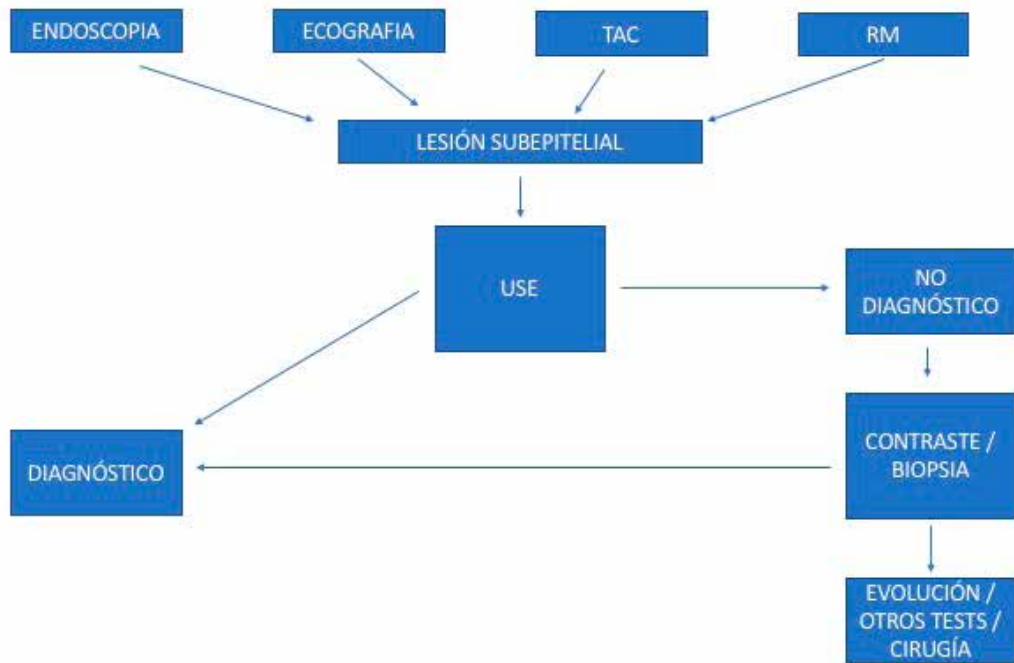 ENDOSCOPIA
ECOGRAFIA
TAC
RM
LESIÓN SUBEPITELIAL
USE
NO
DIAGNÓSTICO
CONTRASTE /
BIOPSIA
DIAGNÓSTICO
EVOLUCIÓN /
OTROS TESTS /
CIRUGÍA